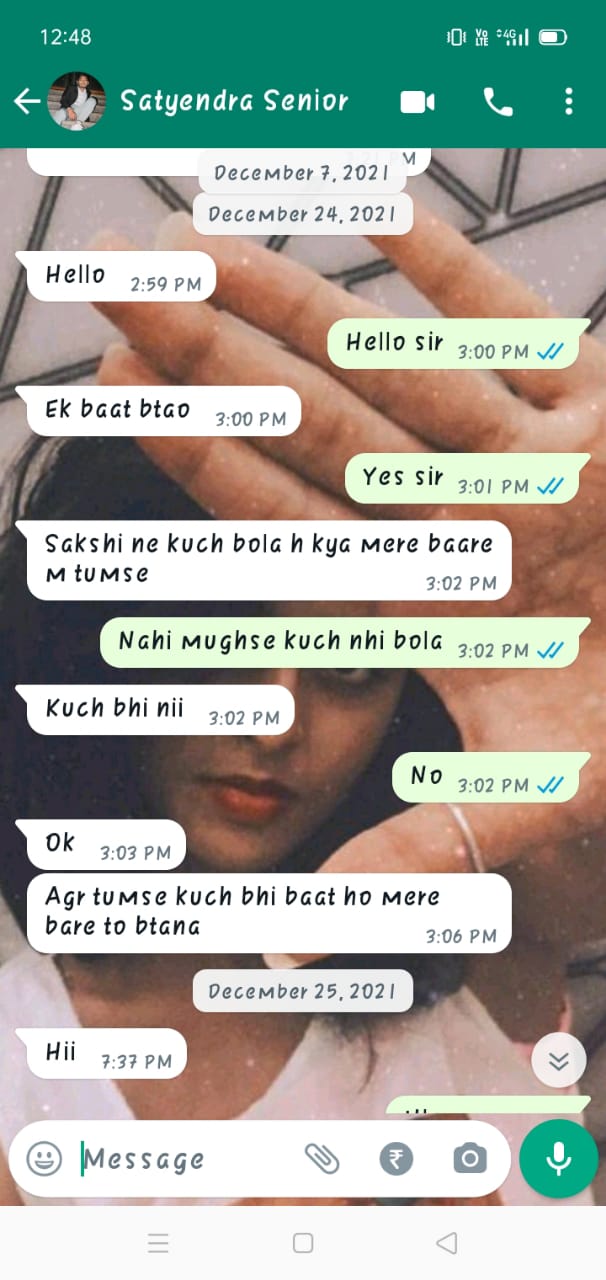 12:48
Vo
LTE
4G
Satyendra Senior
December 7, 2021
December 24, 2021
Hello 2:59 PM
Hello sir 3:00 PM
Ek baat btao 3:00 PM
Yes sir 3:01 PM
Sakshi ne kuch bola h kya mere baare
m tumse 3:02 PM
Nahi mughse kuch nhi bola 3:02 PM
Kuch bhi nii 3:02 PM
No 3:02 PM
Ok 3:03 PM
Agr tumse kuch bhi baat ho mere
bare to btana 3:06 PM
December 25, 2021
Hii 7:37 PM
Message
₹